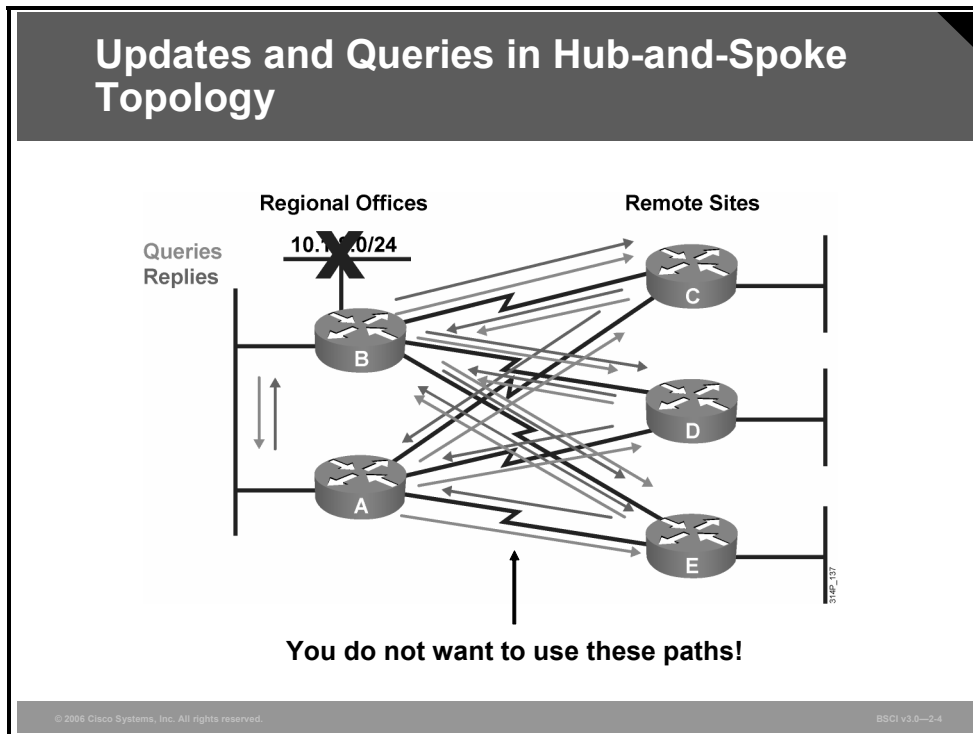 Updates and Queries in Hub-and-Spoke
Topology
Regional Offices
Remote Sites
Queries
Replies
B
A
C
D
E
314P_137
You do not want to use these paths!
© 2006 Cisco Systems, Inc. All rights reserved.
BSCI v3.0—2-4